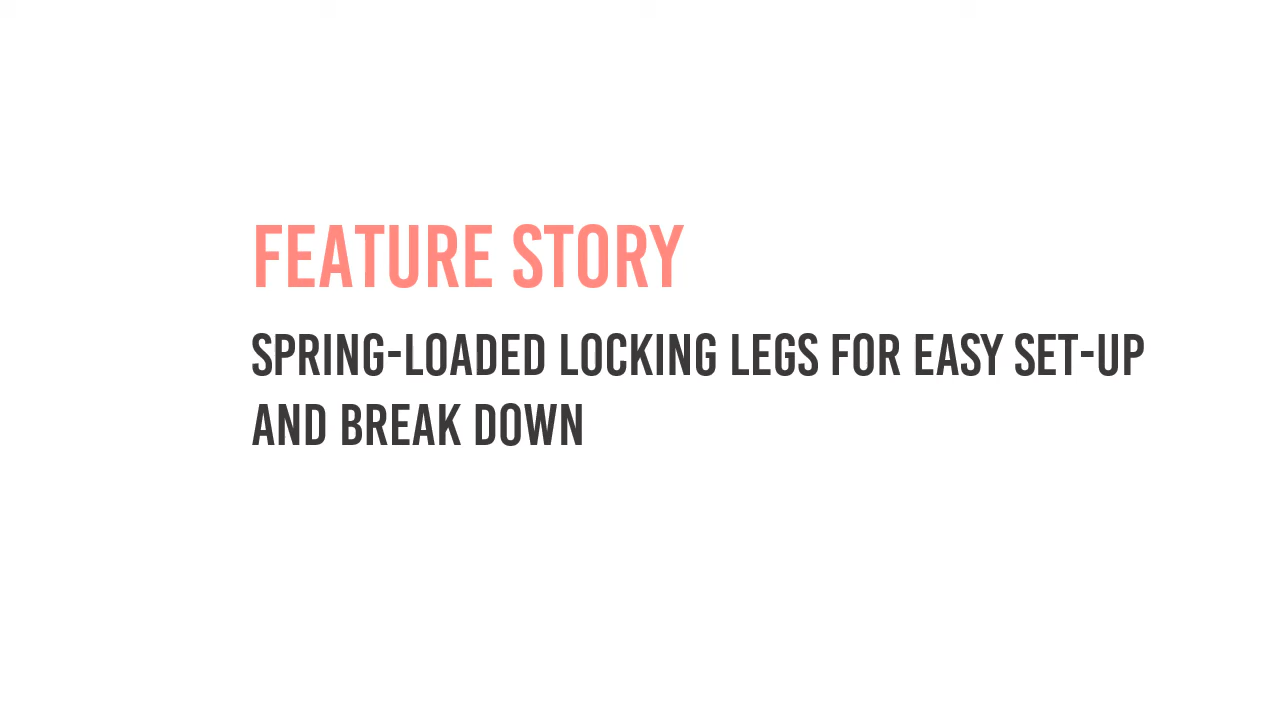 FEATURE STORY
SPRING-LOADED LOCKING LEGS FOR EASY SET-UP
AND BREAK DOWN